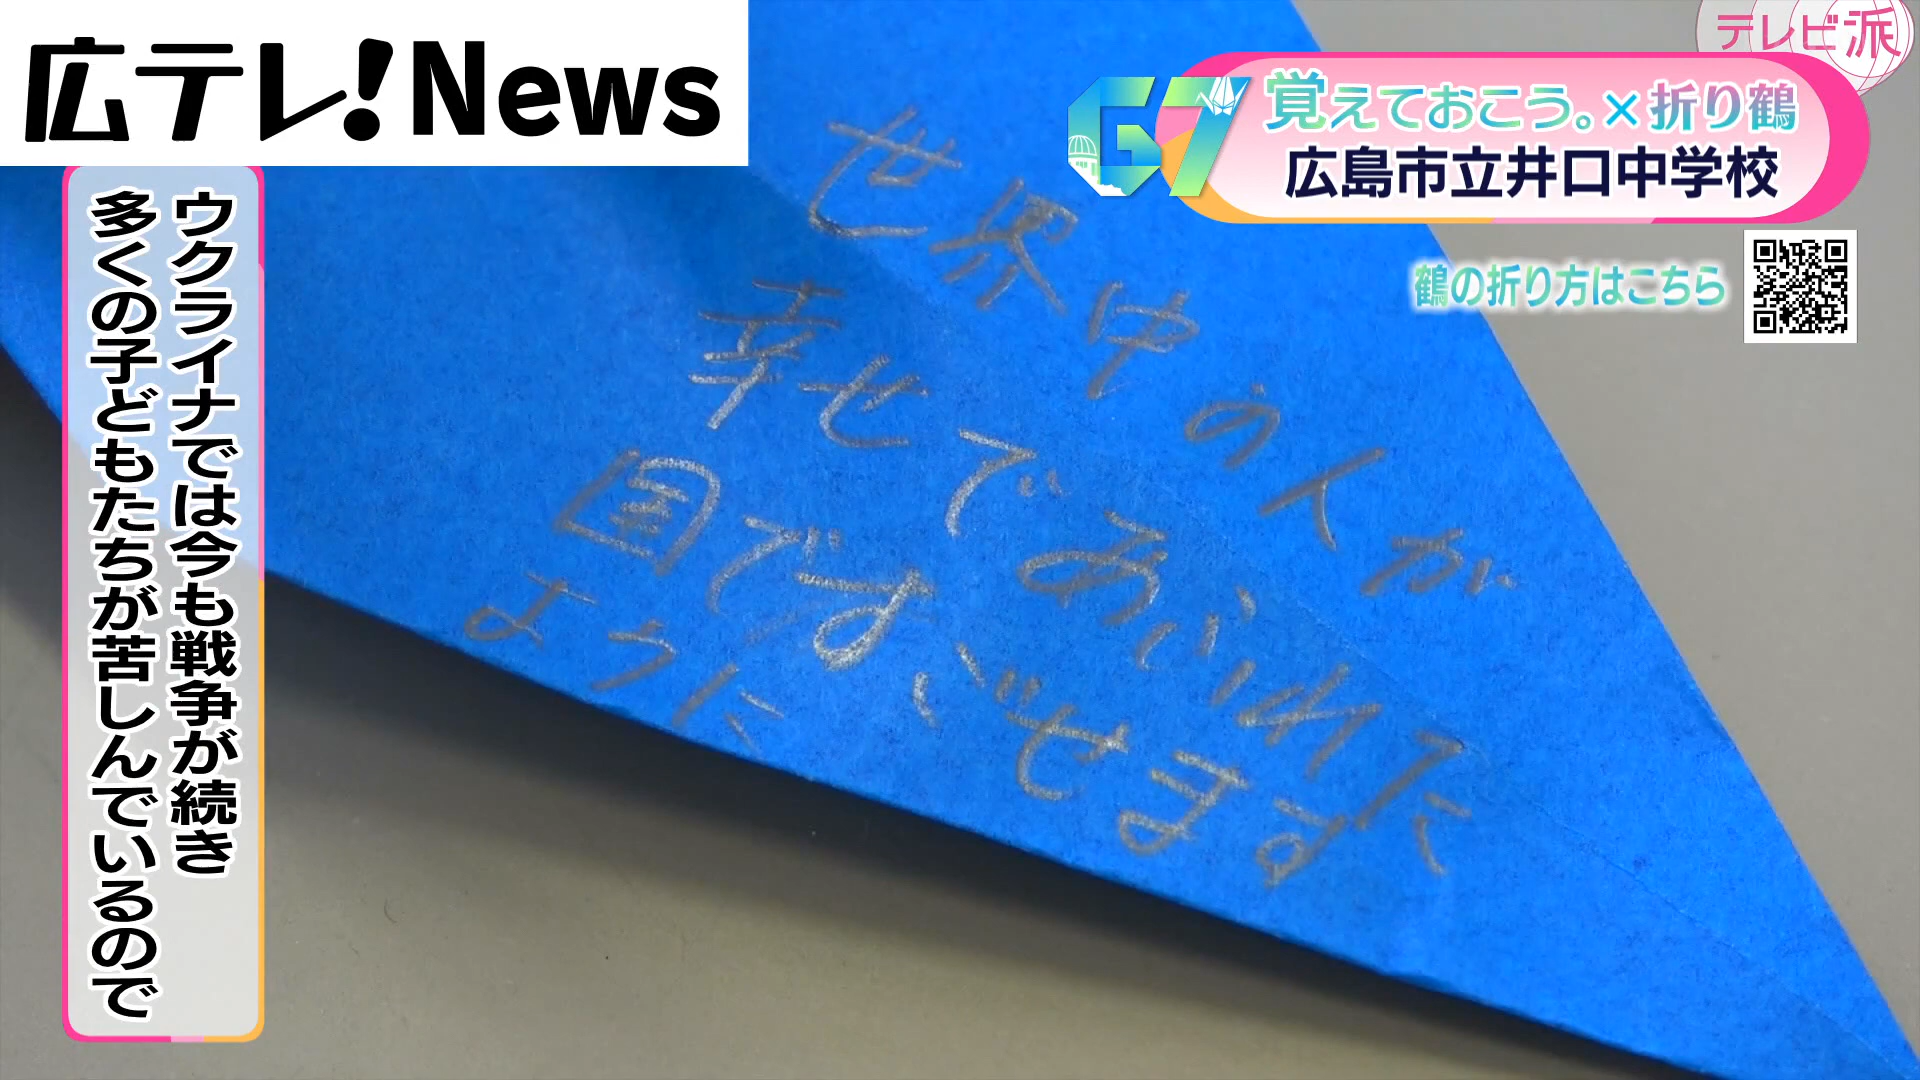 広テレ!News
テレビ派
G7
覚えておこう。×折り鶴
広島市立井口中学校
鶴の折り方はこちら
ウクライナでは今も戦争が続き
多くの子どもたちが苦しんでいるので
世界中の人が
幸せであふれた
国ですごせます
ように